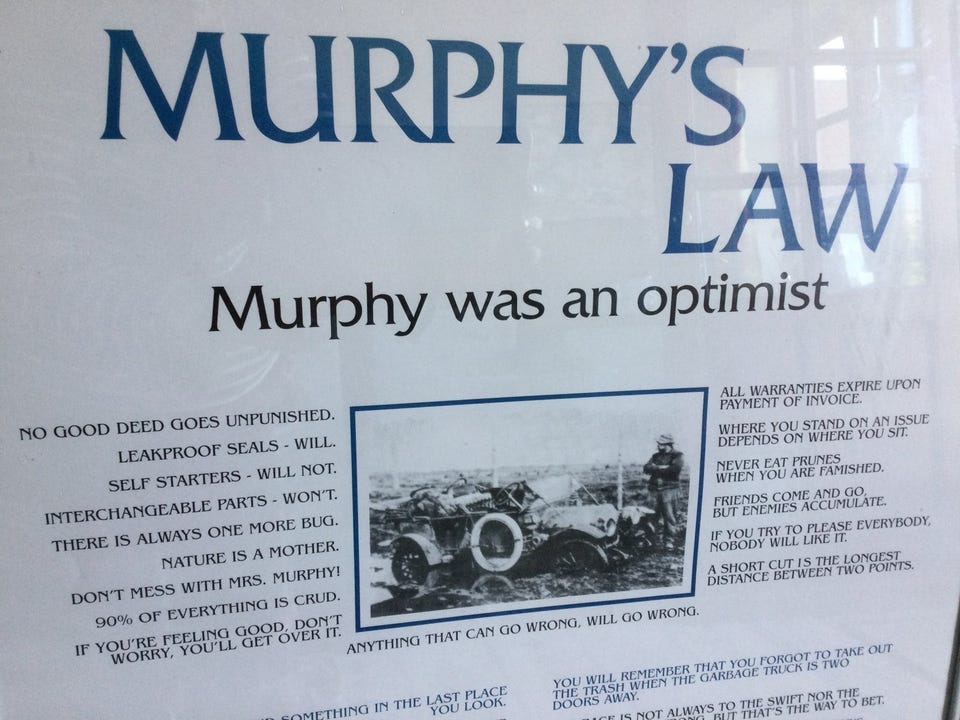 MURPHY'S
LAW
Murphy was an optimist
NO GOOD DEED GOES UNPUNISHED.
LEAKPROOF SEALS - WILL.
SELF STARTERS - WILL NOT.
INTERCHANGEABLE PARTS - WON'T.
THERE IS ALWAYS ONE MORE BUG.
NATURE IS A MOTHER.
DON'T MESS WITH MRS. MURPHY!
90% OF EVERYTHING IS CRUD.
IF YOU'RE FEELING GOOD, DON'T
WORRY, YOU'LL GET OVER IT.
ALL WARRANTIES EXPIRE UPON
PAYMENT OF INVOICE.
WHERE YOU STAND ON AN ISSUE
DEPENDS ON WHERE YOU SIT.
NEVER EAT PRUNES
WHEN YOU ARE FAMISHED.
FRIENDS COME AND GO,
BUT ENEMIES ACCUMULATE.
IF YOU TRY TO PLEASE EVERYBODY,
NOBODY WILL LIKE IT.
A SHORT CUT IS THE LONGEST
DISTANCE BETWEEN TWO POINTS.
ANYTHING THAT CAN GO WRONG, WILL GO WRONG.
SOMETHING IN THE LAST PLACE
YOU LOOK.
YOU WILL REMEMBER THAT YOU FORGOT TO TAKE OUT
THE TRASH WHEN THE GARBAGE TRUCK IS TWO
DOORS AWAY.
IS NOT ALWAYS TO THE SWIFT NOR THE
BUT THAT'S THE WAY TO BET.